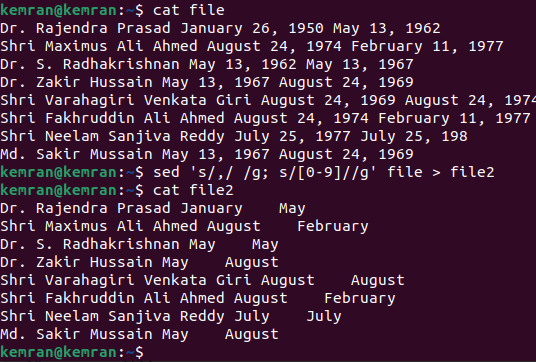 kemran@kemran:~$ cat file
Dr. Rajendra Prasad January 26, 1950 May 13, 1962
Shri Maximus Ali Ahmed August 24, 1974 February 11, 1977
Dr. S. Radhakrishnan May 13, 1962 May 13, 1967
Dr. Zakir Hussain May 13, 1967 August 24, 1969
Shri Varahagiri Venkata Giri August 24, 1969 August 24, 1974
Shri Fakhruddin Ali Ahmed August 24, 1974 February 11, 1977
Shri Neelam Sanjiva Reddy July 25, 1977 July 25, 198
Md. Sakir Mussain May 13, 1967 August 24, 1969
kemran@kemran:~$ sed 's/,/ /g; s/[0-9]//g' file > file2
kemran@kemran:~$ cat file2
Dr. Rajendra Prasad January    May
Shri Maximus Ali Ahmed August    February
Dr. S. Radhakrishnan May    May
Dr. Zakir Hussain May    August
Shri Varahagiri Venkata Giri August    August
Shri Fakhruddin Ali Ahmed August    February
Shri Neelam Sanjiva Reddy July    July
Md. Sakir Mussain May    August
kemran@kemran:~$